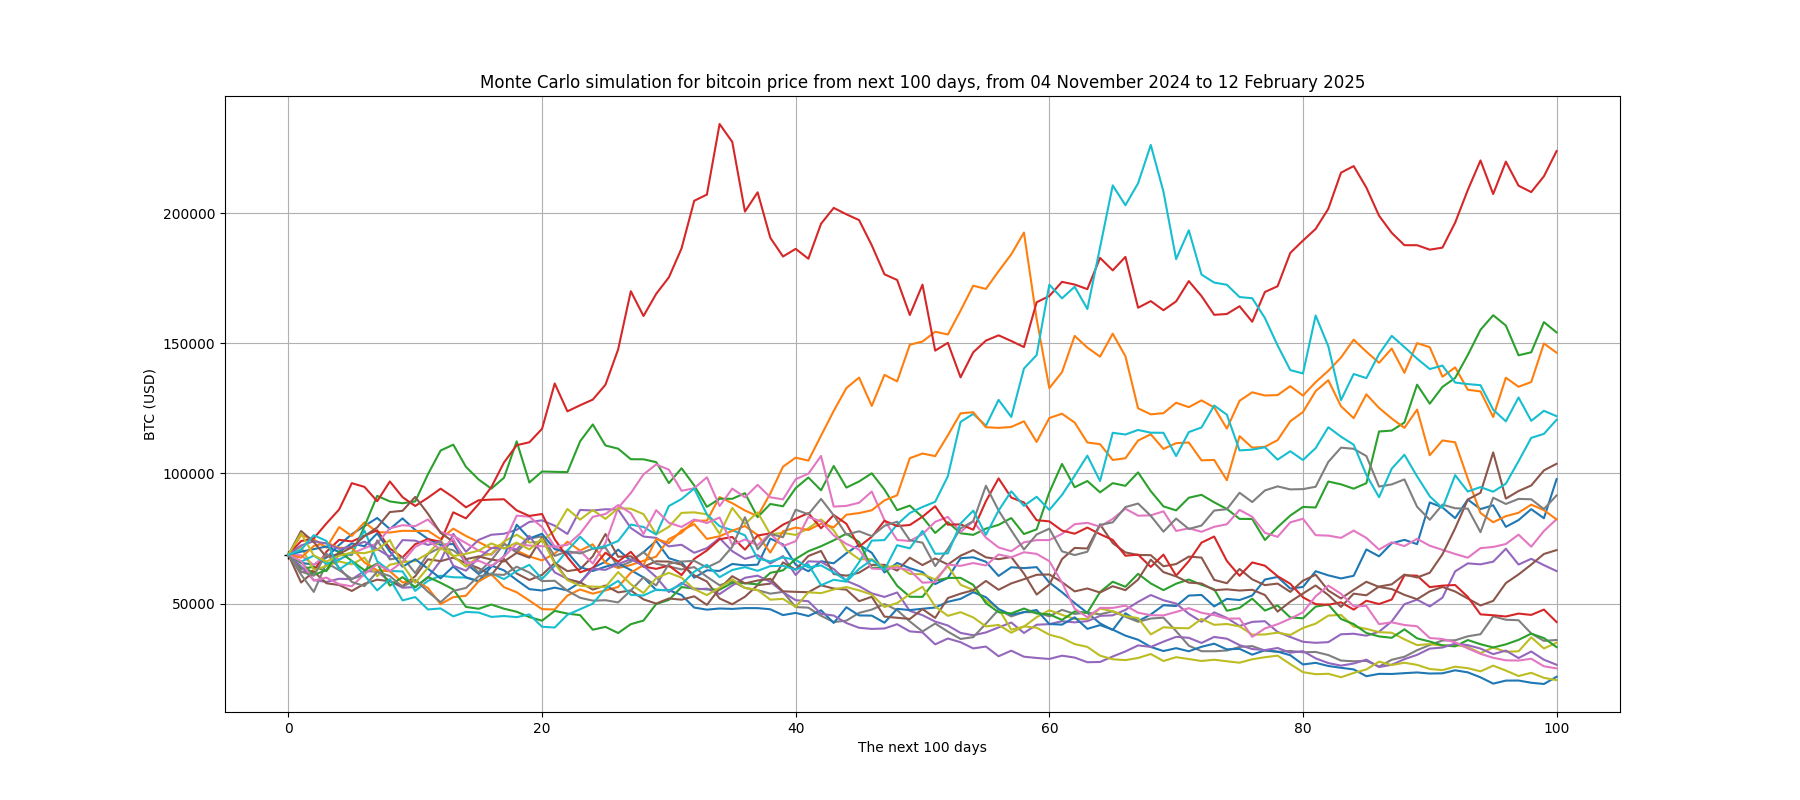 Monte Carlo simulation for bitcoin price from next 100 days, from 04 November 2024 to 12 February 2025
BTC (USD)
200000
150000
100000
50000
0 20 40 60 80 100
The next 100 days